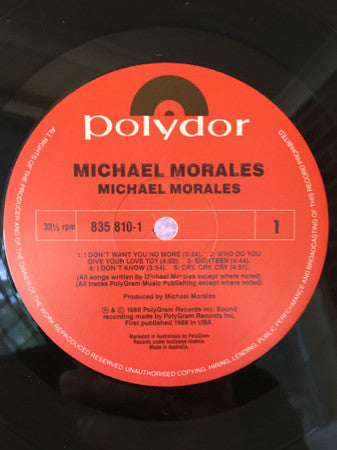 polydor
MICHAEL MORALES
MICHAEL MORALES
33⅓ rpm 835 810-1 1
1: I DON'T WANT YOU NO MORE (3:34). 2: WHO DO YOU
GIVE YOUR LOVE TO? (4:02). 3: EIGHTEEN (4:44).
4: I DON'T KNOW (3:54). 5: CRY, CRY, CRY (4:51).
(All songs written by Michael Morales except where noted)
(All tracks PolyGram Music Publishing except where noted)
Produced by Michael Morales
℗ & © 1988 PolyGram Records Inc. Sound
recording made by PolyGram Records Inc.
First published 1988 in USA.
Marketed in Australasia by PolyGram
Records under exclusive licence.
Made in Australia.
ALL RIGHTS OF THE PRODUCER AND OF THE OWNER OF THE WORK REPRODUCED RESERVED. UNAUTHORISED COPYING, HIRING, LENDING, PUBLIC PERFORMANCE AND BROADCASTING OF THIS RECORD PROHIBITED.